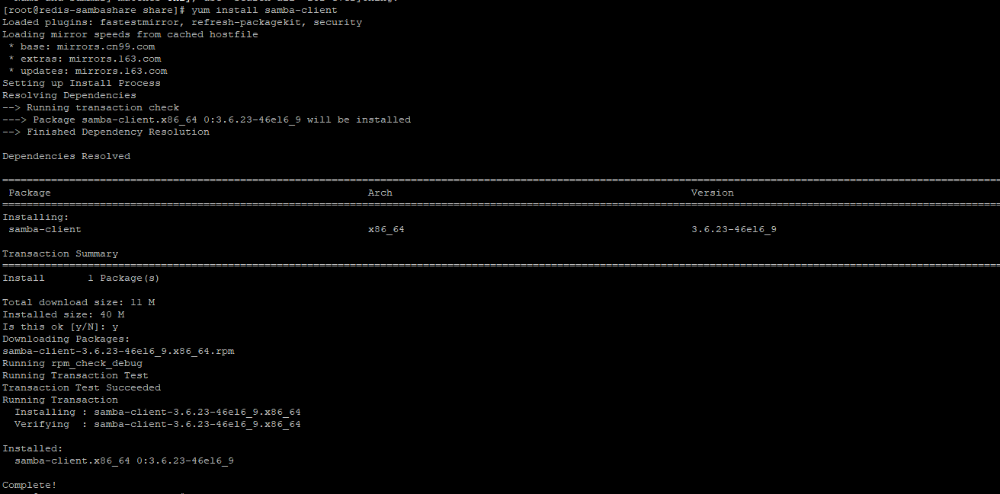 [root@redis-sambashare share]# yum install samba-client
Loaded plugins: fastestmirror, refresh-packagekit, security
Loading mirror speeds from cached hostfile
 * base: mirrors.cn99.com
 * extras: mirrors.163.com
 * updates: mirrors.163.com
Setting up Install Process
Resolving Dependencies
--> Running transaction check
---> Package samba-client.x86_64 0:3.6.23-46el6_9 will be installed
--> Finished Dependency Resolution
Dependencies Resolved
Package Arch Version
Installing:
samba-client x86_64 3.6.23-46el6_9
Transaction Summary
Install 1 Package(s)
Total download size: 11 M
Installed size: 40 M
Is this ok [y/N]: y
Downloading Packages:
samba-client-3.6.23-46el6_9.x86_64.rpm
Running rpm_check_debug
Running Transaction Test
Transaction Test Succeeded
Running Transaction
  Installing : samba-client-3.6.23-46el6_9.x86_64
  Verifying  : samba-client-3.6.23-46el6_9.x86_64
Installed:
  samba-client.x86_64 0:3.6.23-46el6_9
Complete!